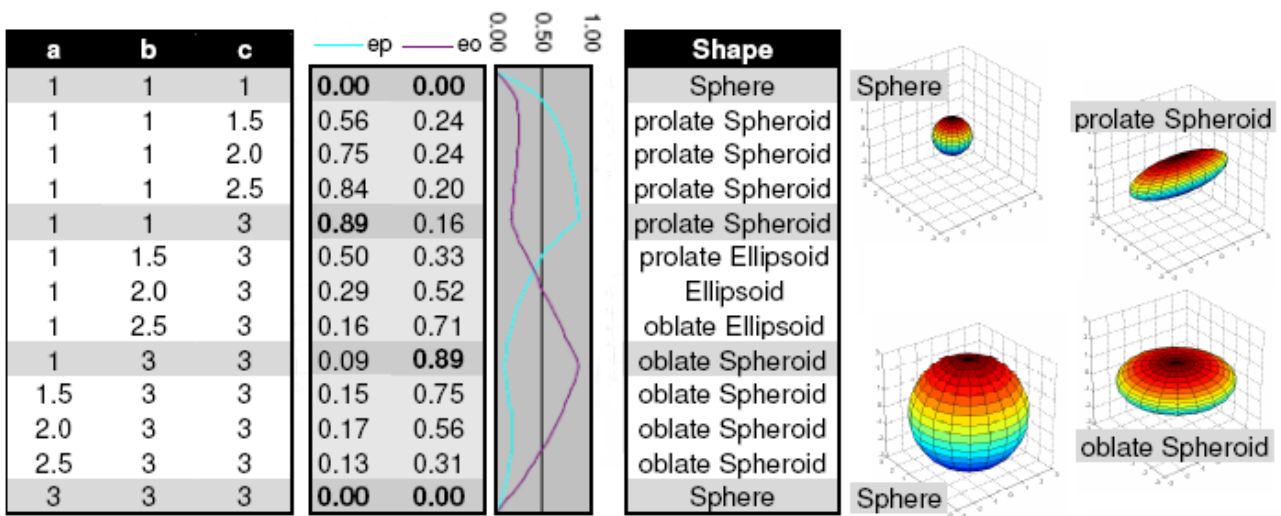 ep eo 0.00 0.50 1.00
a b c Shape
1 1 1 0.00 0.00 Sphere
1 1 1.5 0.56 0.24 prolate Spheroid
1 1 2.0 0.75 0.24 prolate Spheroid
1 1 2.5 0.84 0.20 prolate Spheroid
1 1 3 0.89 0.16 prolate Spheroid
1 1.5 3 0.50 0.33 prolate Ellipsoid
1 2.0 3 0.29 0.52 Ellipsoid
1 2.5 3 0.16 0.71 oblate Ellipsoid
1 3 3 0.09 0.89 oblate Spheroid
1.5 3 3 0.15 0.75 oblate Spheroid
2.0 3 3 0.17 0.56 oblate Spheroid
2.5 3 3 0.13 0.31 oblate Spheroid
3 3 3 0.00 0.00 Sphere
Sphere
prolate Spheroid
oblate Spheroid
Sphere